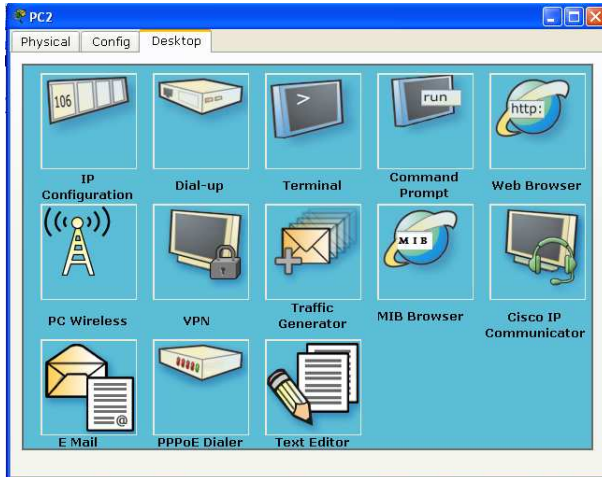 PC2
Physical Config Desktop
106
>
run
http:
IP
Configuration
Dial-up
Terminal
Command
Prompt
Web Browser
MIB
PC Wireless
VPN
Traffic
Generator
MIB Browser
Cisco IP
Communicator
@
E Mail
PPPoE Dialer
Text Editor